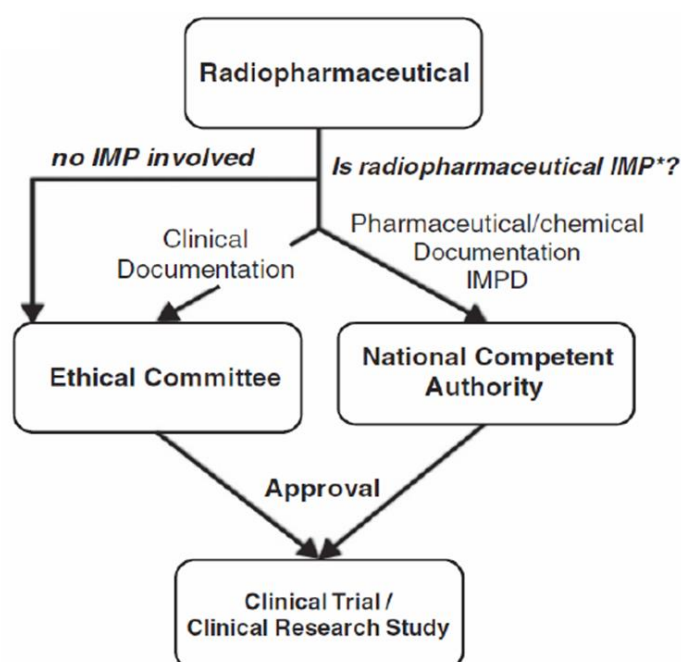 Radiopharmaceutical
no IMP involved
Is radiopharmaceutical IMP*?
Clinical
Documentation
Pharmaceutical/chemical
Documentation
IMPD
Ethical Committee
National Competent
Authority
Approval
Clinical Trial /
Clinical Research Study